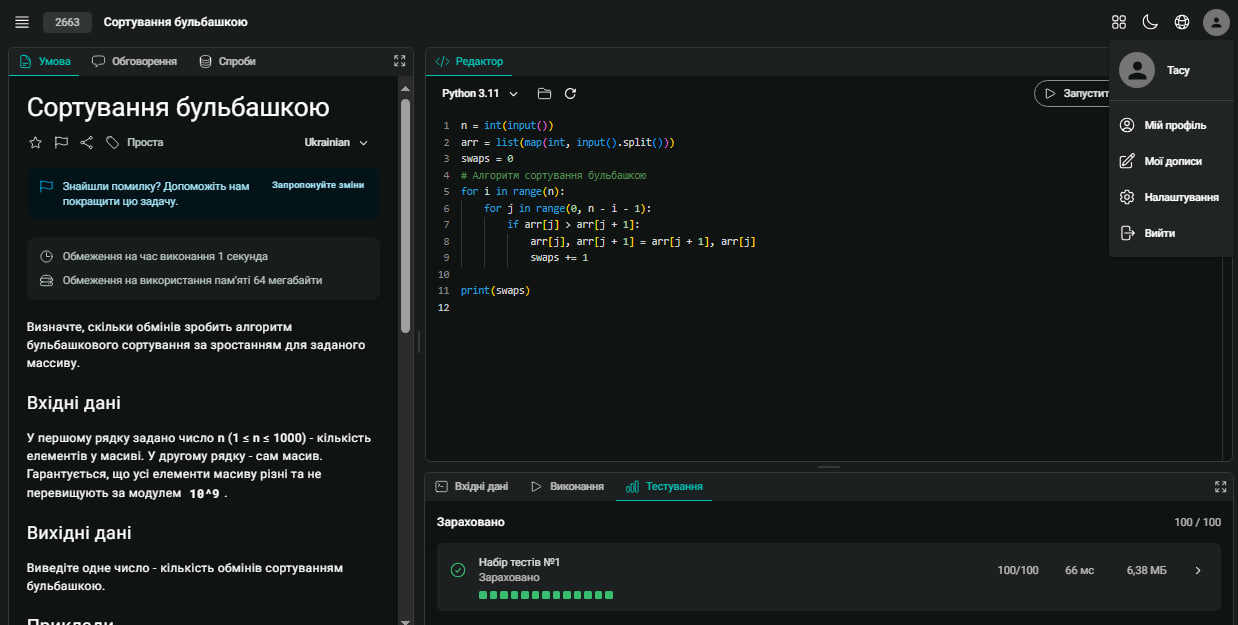 2663 Сортування бульбашкою
Умова Обговорення Спроби
Сортування бульбашкою
Проста Ukrainian
Знайшли помилку? Допоможіть нам Запропонуйте зміни
покращити цю задачу.
Обмеження на час виконання 1 секунда
Обмеження на використання пам'яті 64 мегабайти
Визначте, скільки обмінів зробить алгоритм
бульбашкового сортування за зростанням для заданого
массиву.
Вхідні дані
У першому рядку задано число n (1 ≤ n ≤ 1000) - кількість
елементів у масиві. У другому рядку - сам масив.
Гарантується, що усі елементи масиву різні та не
перевищують за модулем 10^9 .
Вихідні дані
Виведіте одне число - кількість обмінів сортуванням
бульбашкою.
Приклади
</> Редактор
Python 3.11 Запустит
1 n = int(input())
2 arr = list(map(int, input().split()))
3 swaps = 0
4 # Алгоритм сортування бульбашкою
5 for i in range(n):
6 for j in range(0, n - i - 1):
7 if arr[j] > arr[j + 1]:
8 arr[j], arr[j + 1] = arr[j + 1], arr[j]
9 swaps += 1
10
11 print(swaps)
12
Тасу
Мій профіль
Мої дописи
Налаштування
Вийти
Вхідні дані Виконання Тестування
Зараховано 100 / 100
Набір тестів №1
Зараховано
100/100 66 мс 6,38 МБ